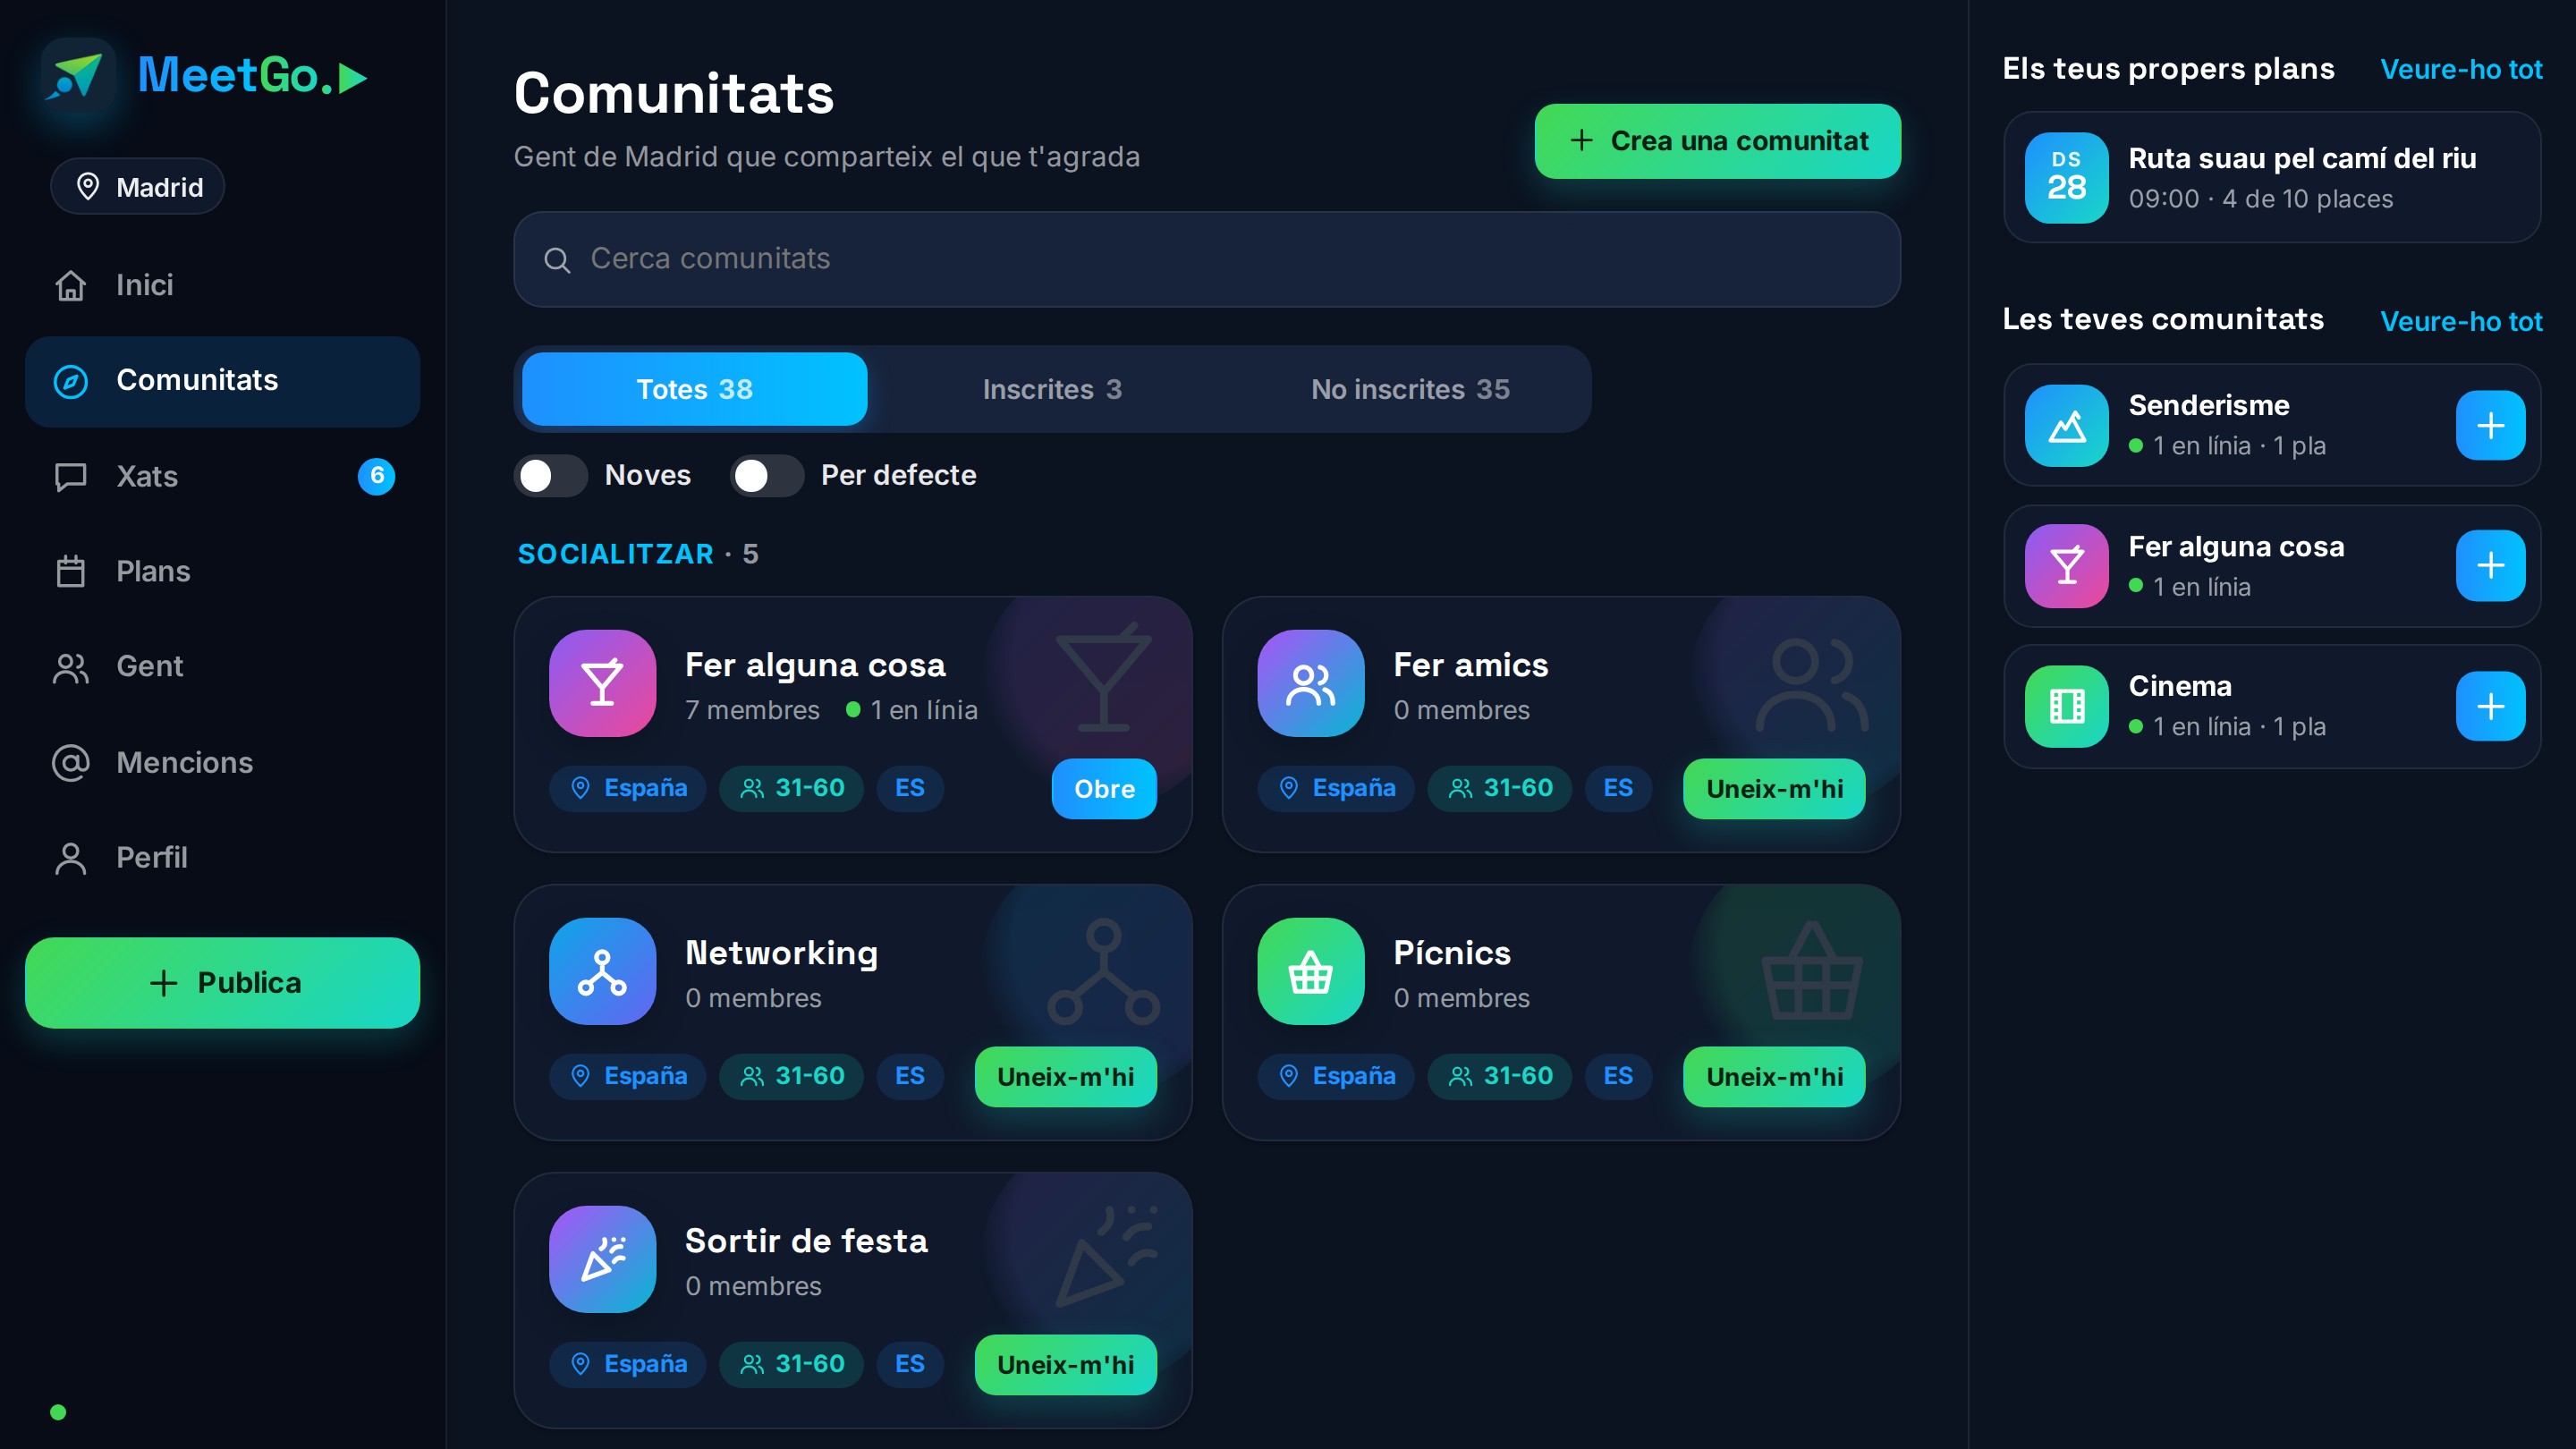 MeetGo.
Madrid
Inici
Comunitats
Xats 6
Plans
Gent
Mencions
Perfil
Publica
Comunitats
Gent de Madrid que comparteix el que t'agrada
Crea una comunitat
Cerca comunitats
Totes 38
Inscrites 3
No inscrites 35
Noves
Per defecte
SOCIALITZAR · 5
Fer alguna cosa
7 membres 1 en línia
España 31-60 ES Obre
Fer amics
0 membres
España 31-60 ES Uneix-m'hi
Networking
0 membres
España 31-60 ES Uneix-m'hi
Pícnics
0 membres
España 31-60 ES Uneix-m'hi
Sortir de festa
0 membres
España 31-60 ES Uneix-m'hi
Els teus propers plans Veure-ho tot
DS
28
Ruta suau pel camí del riu
09:00 · 4 de 10 places
Les teves comunitats Veure-ho tot
Senderisme
1 en línia · 1 pla
Fer alguna cosa
1 en línia
Cinema
1 en línia · 1 pla